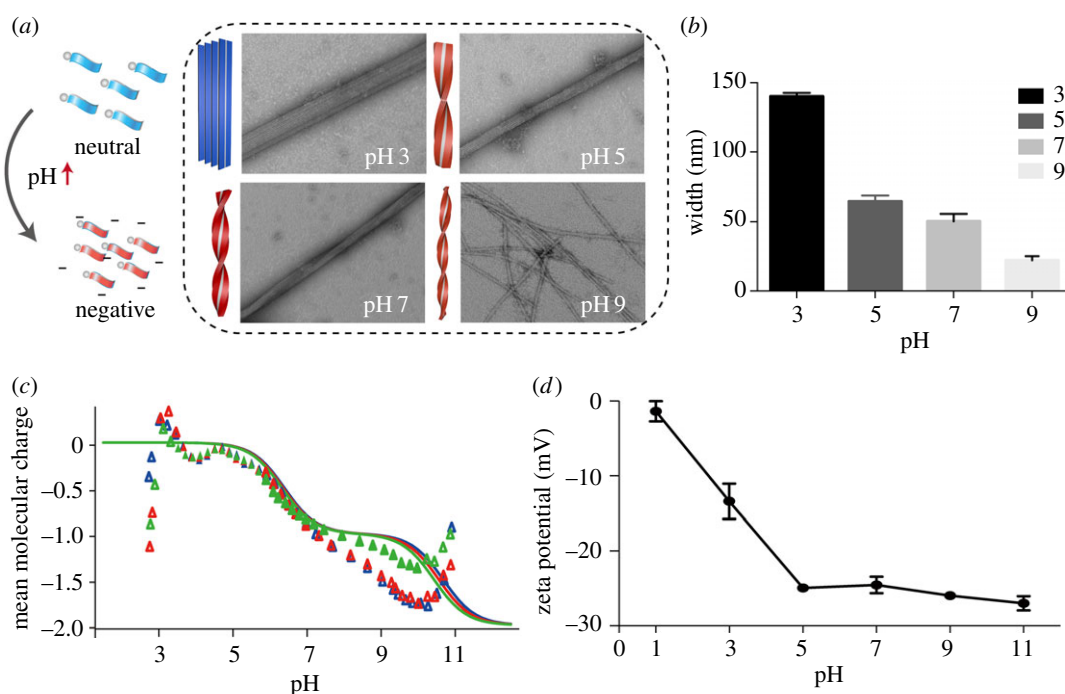 (a)
neutral
pH
negative
pH 3
pH 5
pH 7
pH 9
(b)
width (nm)
150
100
50
0
3
5
7
9
pH
3
5
7
9
(c)
mean molecular charge
0
−0.5
−1.0
−1.5
−2.0
3
5
7
9
11
pH
(d)
zeta potential (mV)
0
−10
−20
−30
0
1
3
5
7
9
11
pH